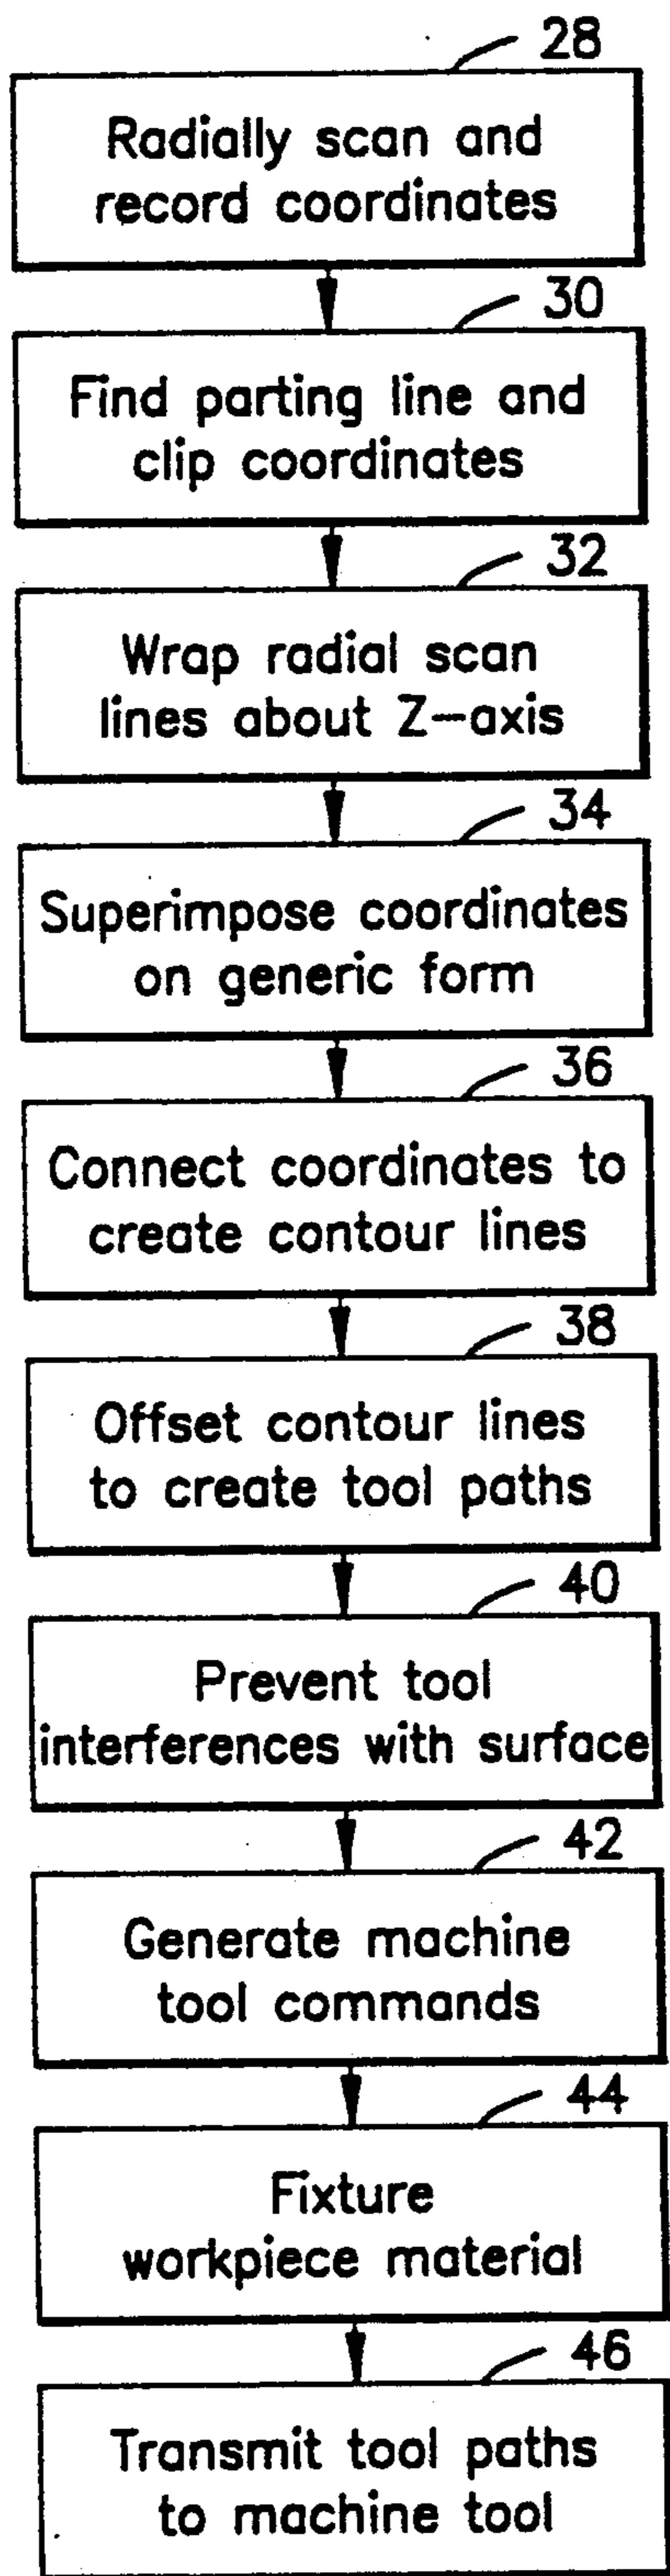 28
Radially scan and
record coordinates
30
Find parting line and
clip coordinates
32
Wrap radial scan
lines about Z-axis
34
Superimpose coordinates
on generic form
36
Connect coordinates to
create contour lines
38
Offset contour lines
to create tool paths
40
Prevent tool
interferences with surface
42
Generate machine
tool commands
44
Fixture
workpiece material
46
Transmit tool paths
to machine tool